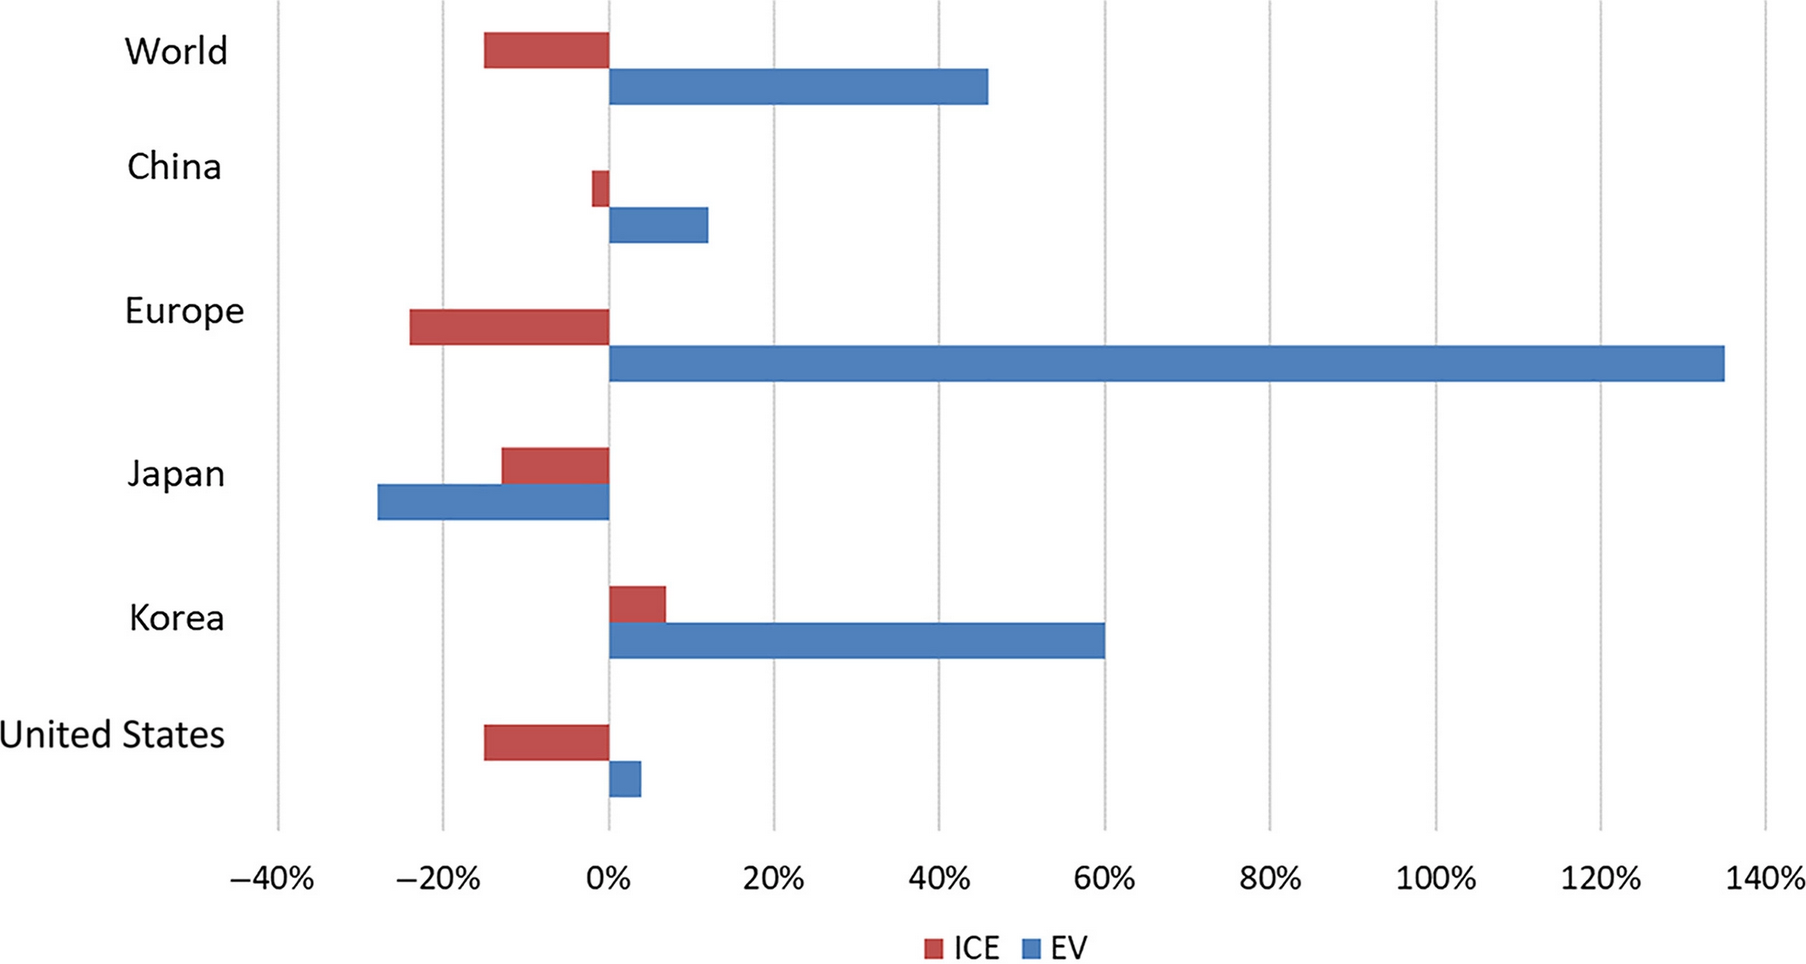 World
China
Europe
Japan
Korea
United States
–40% –20% 0% 20% 40% 60% 80% 100% 120% 140%
ICE EV